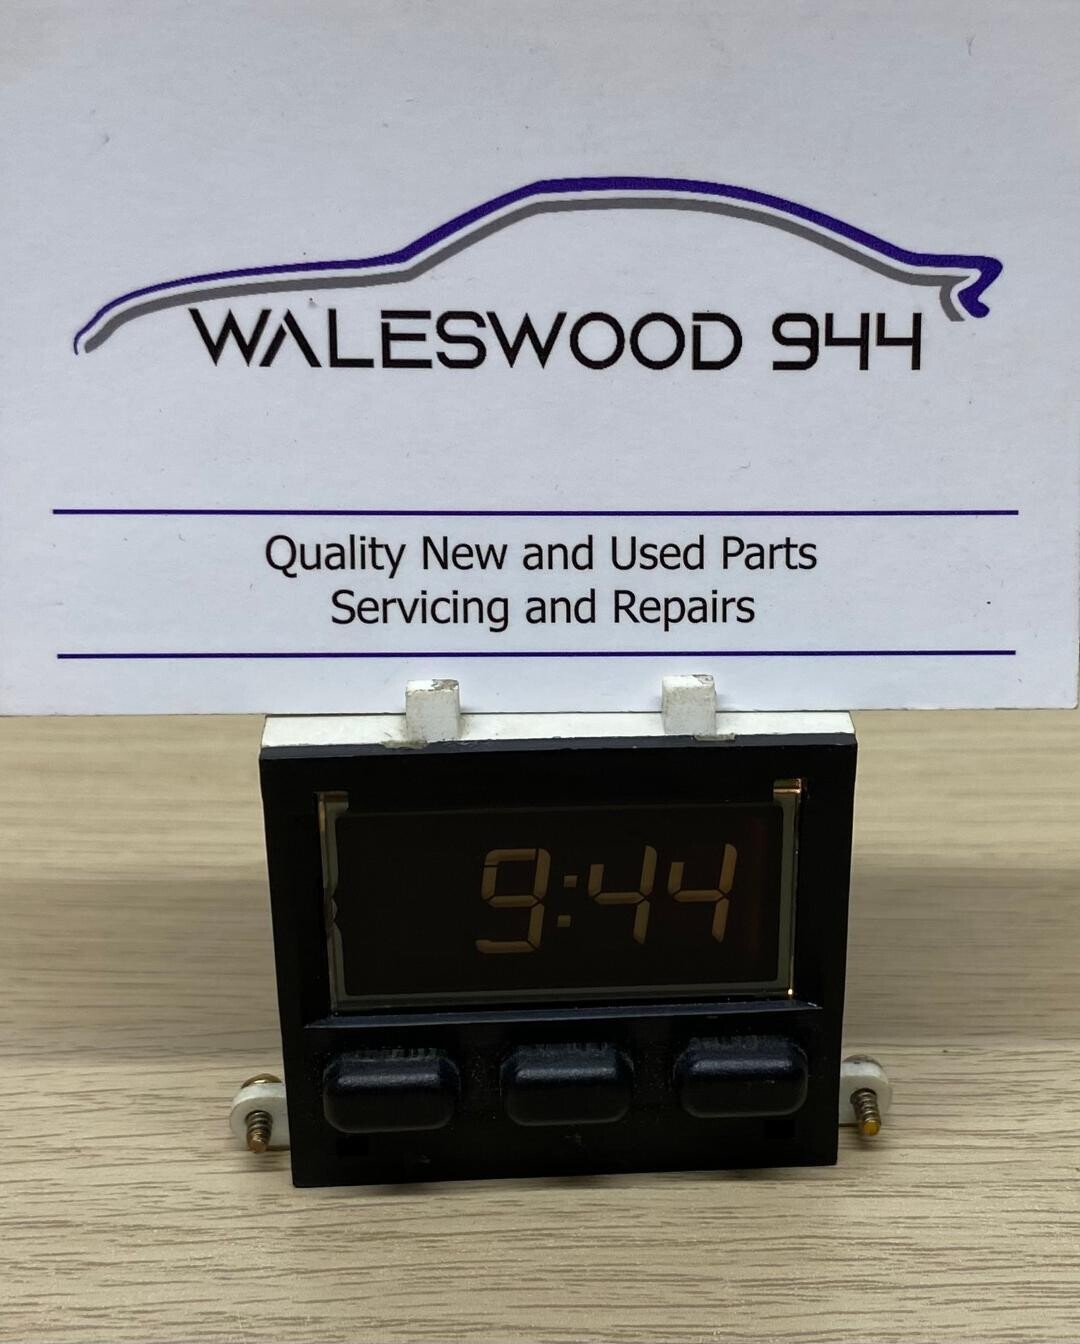 WALESWOOD 944
Quality New and Used Parts
Servicing and Repairs
9:44